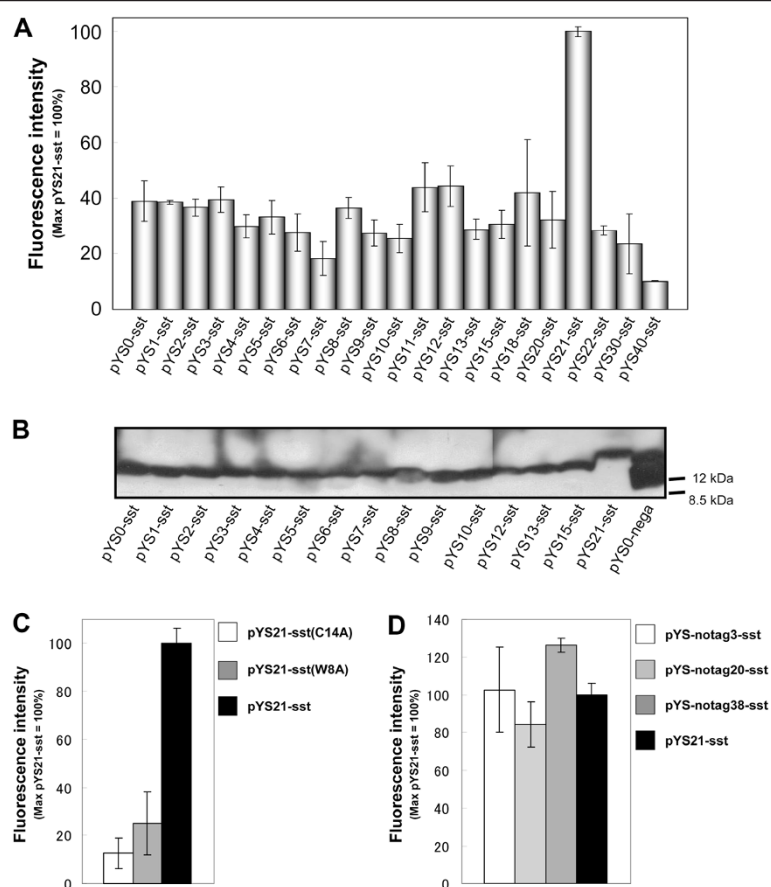 A
Fluorescence intensity
(Max pYS21-sst = 100%)
100
80
60
40
20
0
pYS0-sst
pYS1-sst
pYS2-sst
pYS3-sst
pYS4-sst
pYS5-sst
pYS6-sst
pYS7-sst
pYS8-sst
pYS9-sst
pYS10-sst
pYS11-sst
pYS12-sst
pYS13-sst
pYS15-sst
pYS18-sst
pYS20-sst
pYS21-sst
pYS22-sst
pYS30-sst
pYS40-sst
B
12 kDa
8.5 kDa
pYS0-sst
pYS1-sst
pYS2-sst
pYS3-sst
pYS4-sst
pYS5-sst
pYS6-sst
pYS7-sst
pYS8-sst
pYS9-sst
pYS10-sst
pYS12-sst
pYS13-sst
pYS15-sst
pYS21-sst
pYS0-nega
C
Fluorescence intensity
(Max pYS21-sst = 100%)
100
80
60
40
20
0
pYS21-sst(C14A)
pYS21-sst(W8A)
pYS21-sst
D
Fluorescence intensity
(Max pYS21-sst = 100%)
140
120
100
80
60
40
20
0
pYS-notag3-sst
pYS-notag20-sst
pYS-notag38-sst
pYS21-sst